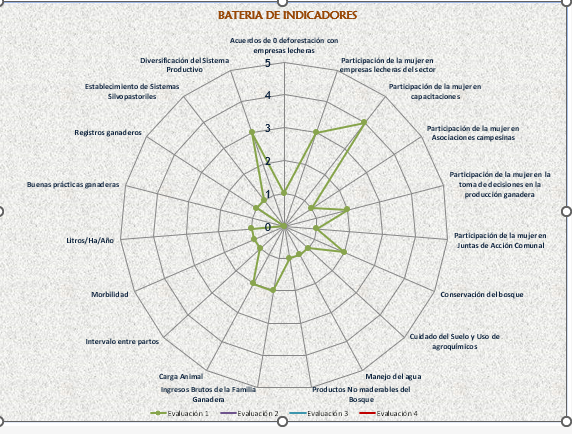 BATERIA DE INDICADORES
Acuerdos de 0 deforestación con
empresas lecheras
Participación de la mujer en
empresas lecheras del sector
Participación de la mujer en
capacitaciones
Participación de la mujer en
Asociaciones campesinas
Participación de la mujer en la
toma de decisiones en la
producción ganadera
Participación de la mujer en
Juntas de Acción Comunal
Conservación del bosque
Cuidado del Suelo y Uso de
agroquímicos
Manejo del agua
Productos No maderables del
Bosque
Ingresos Brutos de la Familia
Ganadera
Carga Animal
Intervalo entre partos
Morbilidad
Litros/Ha/Año
Buenas prácticas ganaderas
Registros ganaderos
Establecimiento de Sistemas
Silvopastoriles
Diversificación del Sistema
Productivo
5
4
3
2
1
0
Evaluación 1
Evaluación 2
Evaluación 3
Evaluación 4